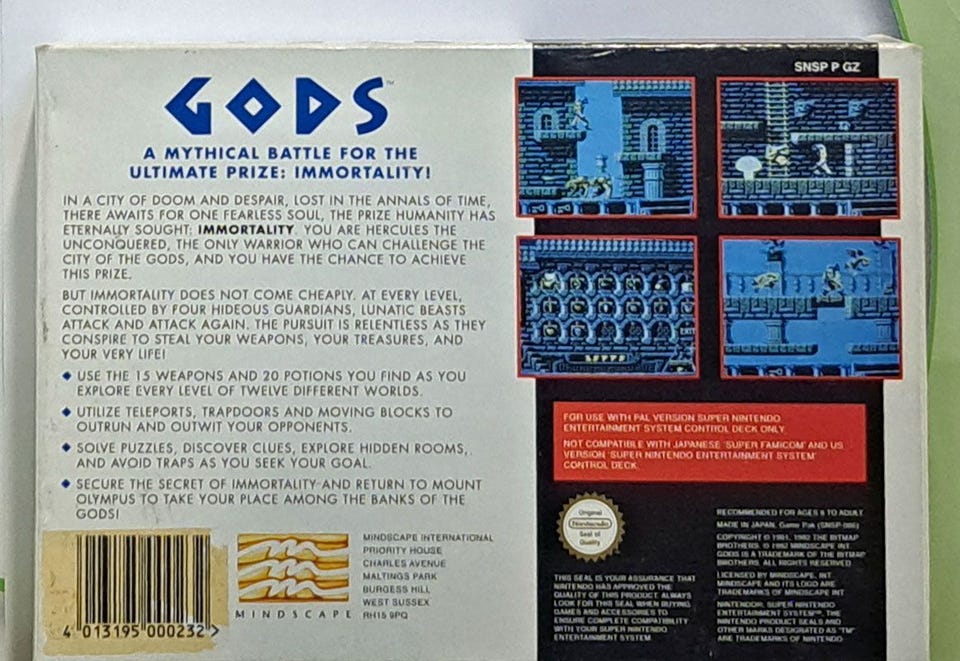 SNSP P GZ
GODS™
A MYTHICAL BATTLE FOR THE
ULTIMATE PRIZE: IMMORTALITY!
IN A CITY OF DOOM AND DESPAIR, LOST IN THE ANNALS OF TIME,
THERE AWAITS FOR ONE FEARLESS SOUL, THE PRIZE HUMANITY HAS
ETERNALLY SOUGHT: IMMORTALITY. YOU ARE HERCULES THE
UNCONQUERED, THE ONLY WARRIOR WHO CAN CHALLENGE THE
CITY OF THE GODS, AND YOU HAVE THE CHANCE TO ACHIEVE
THIS PRIZE.
BUT IMMORTALITY DOES NOT COME CHEAPLY. AT EVERY LEVEL,
CONTROLLED BY FOUR HIDEOUS GUARDIANS, LUNATIC BEASTS
ATTACK AND ATTACK AGAIN. THE PURSUIT IS RELENTLESS AS THEY
CONSPIRE TO STEAL YOUR WEAPONS, YOUR TREASURES, AND
YOUR VERY LIFE!
◆ USE THE 15 WEAPONS AND 20 POTIONS YOU FIND AS YOU
EXPLORE EVERY LEVEL OF TWELVE DIFFERENT WORLDS.
◆ UTILIZE TELEPORTS, TRAPDOORS AND MOVING BLOCKS TO
OUTRUN AND OUTWIT YOUR OPPONENTS.
◆ SOLVE PUZZLES, DISCOVER CLUES, EXPLORE HIDDEN ROOMS,
AND AVOID TRAPS AS YOU SEEK YOUR GOAL.
◆ SECURE THE SECRET OF IMMORTALITY AND RETURN TO MOUNT
OLYMPUS TO TAKE YOUR PLACE AMONG THE BANKS OF THE
GODS!
4 013195 000232 >
MINDSCAPE
MINDSCAPE INTERNATIONAL
PRIORITY HOUSE
CHARLES AVENUE
MALTINGS PARK
BURGESS HILL
WEST SUSSEX
RH15 9PQ
EXIT
FOR USE WITH PAL VERSION SUPER NINTENDO
ENTERTAINMENT SYSTEM CONTROL DECK ONLY
NOT COMPATIBLE WITH JAPANESE 'SUPER FAMICOM' AND US
VERSION 'SUPER NINTENDO ENTERTAINMENT SYSTEM'
CONTROL DECK.
Original
Nintendo
Seal of
Quality
THIS SEAL IS YOUR ASSURANCE THAT
NINTENDO HAS APPROVED THE
QUALITY OF THIS PRODUCT. ALWAYS
LOOK FOR THIS SEAL WHEN BUYING
GAMES AND ACCESSORIES TO
ENSURE COMPLETE COMPATIBILITY
WITH YOUR SUPER NINTENDO
ENTERTAINMENT SYSTEM
RECOMMENDED FOR AGES 8 TO ADULT
MADE IN JAPAN. Game Pak (SNSP-006)
COPYRIGHT © 1991, 1992 THE BITMAP
BROTHERS. © 1992 MINDSCAPE INT.
GODS IS A TRADEMARK OF THE BITMAP
BROTHERS. ALL RIGHTS RESERVED
LICENSED BY MINDSCAPE, INT
MINDSCAPE AND ITS LOGO ARE
TRADEMARKS OF MINDSCAPE INT
NINTENDO®, SUPER NINTENDO
ENTERTAINMENT SYSTEM™, THE
NINTENDO PRODUCT SEALS AND
OTHER MARKS DESIGNATED AS "TM"
ARE TRADEMARKS OF NINTENDO